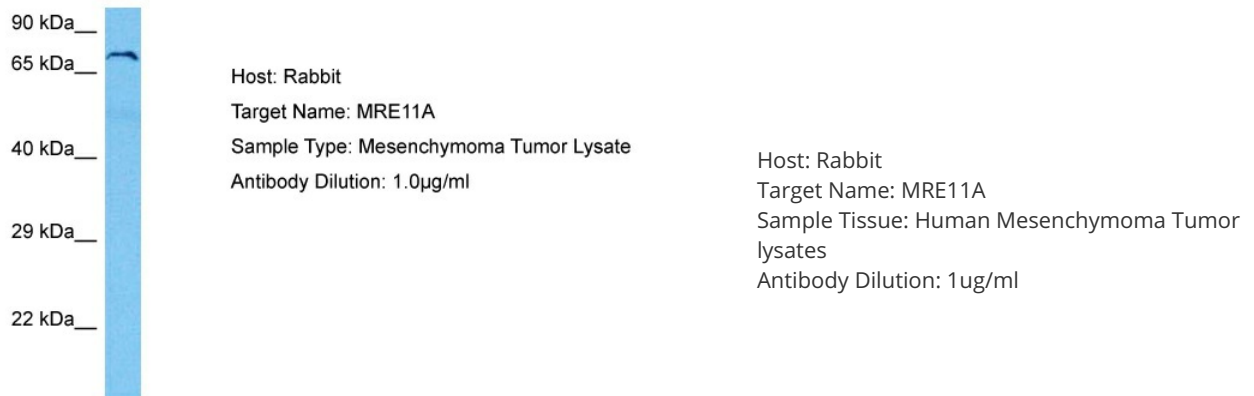 90 kDa__
65 kDa__
40 kDa__
29 kDa__
22 kDa__
Host: Rabbit
Target Name: MRE11A
Sample Type: Mesenchymoma Tumor Lysate
Antibody Dilution: 1.0µg/ml
Host: Rabbit
Target Name: MRE11A
Sample Tissue: Human Mesenchymoma Tumor
lysates
Antibody Dilution: 1ug/ml